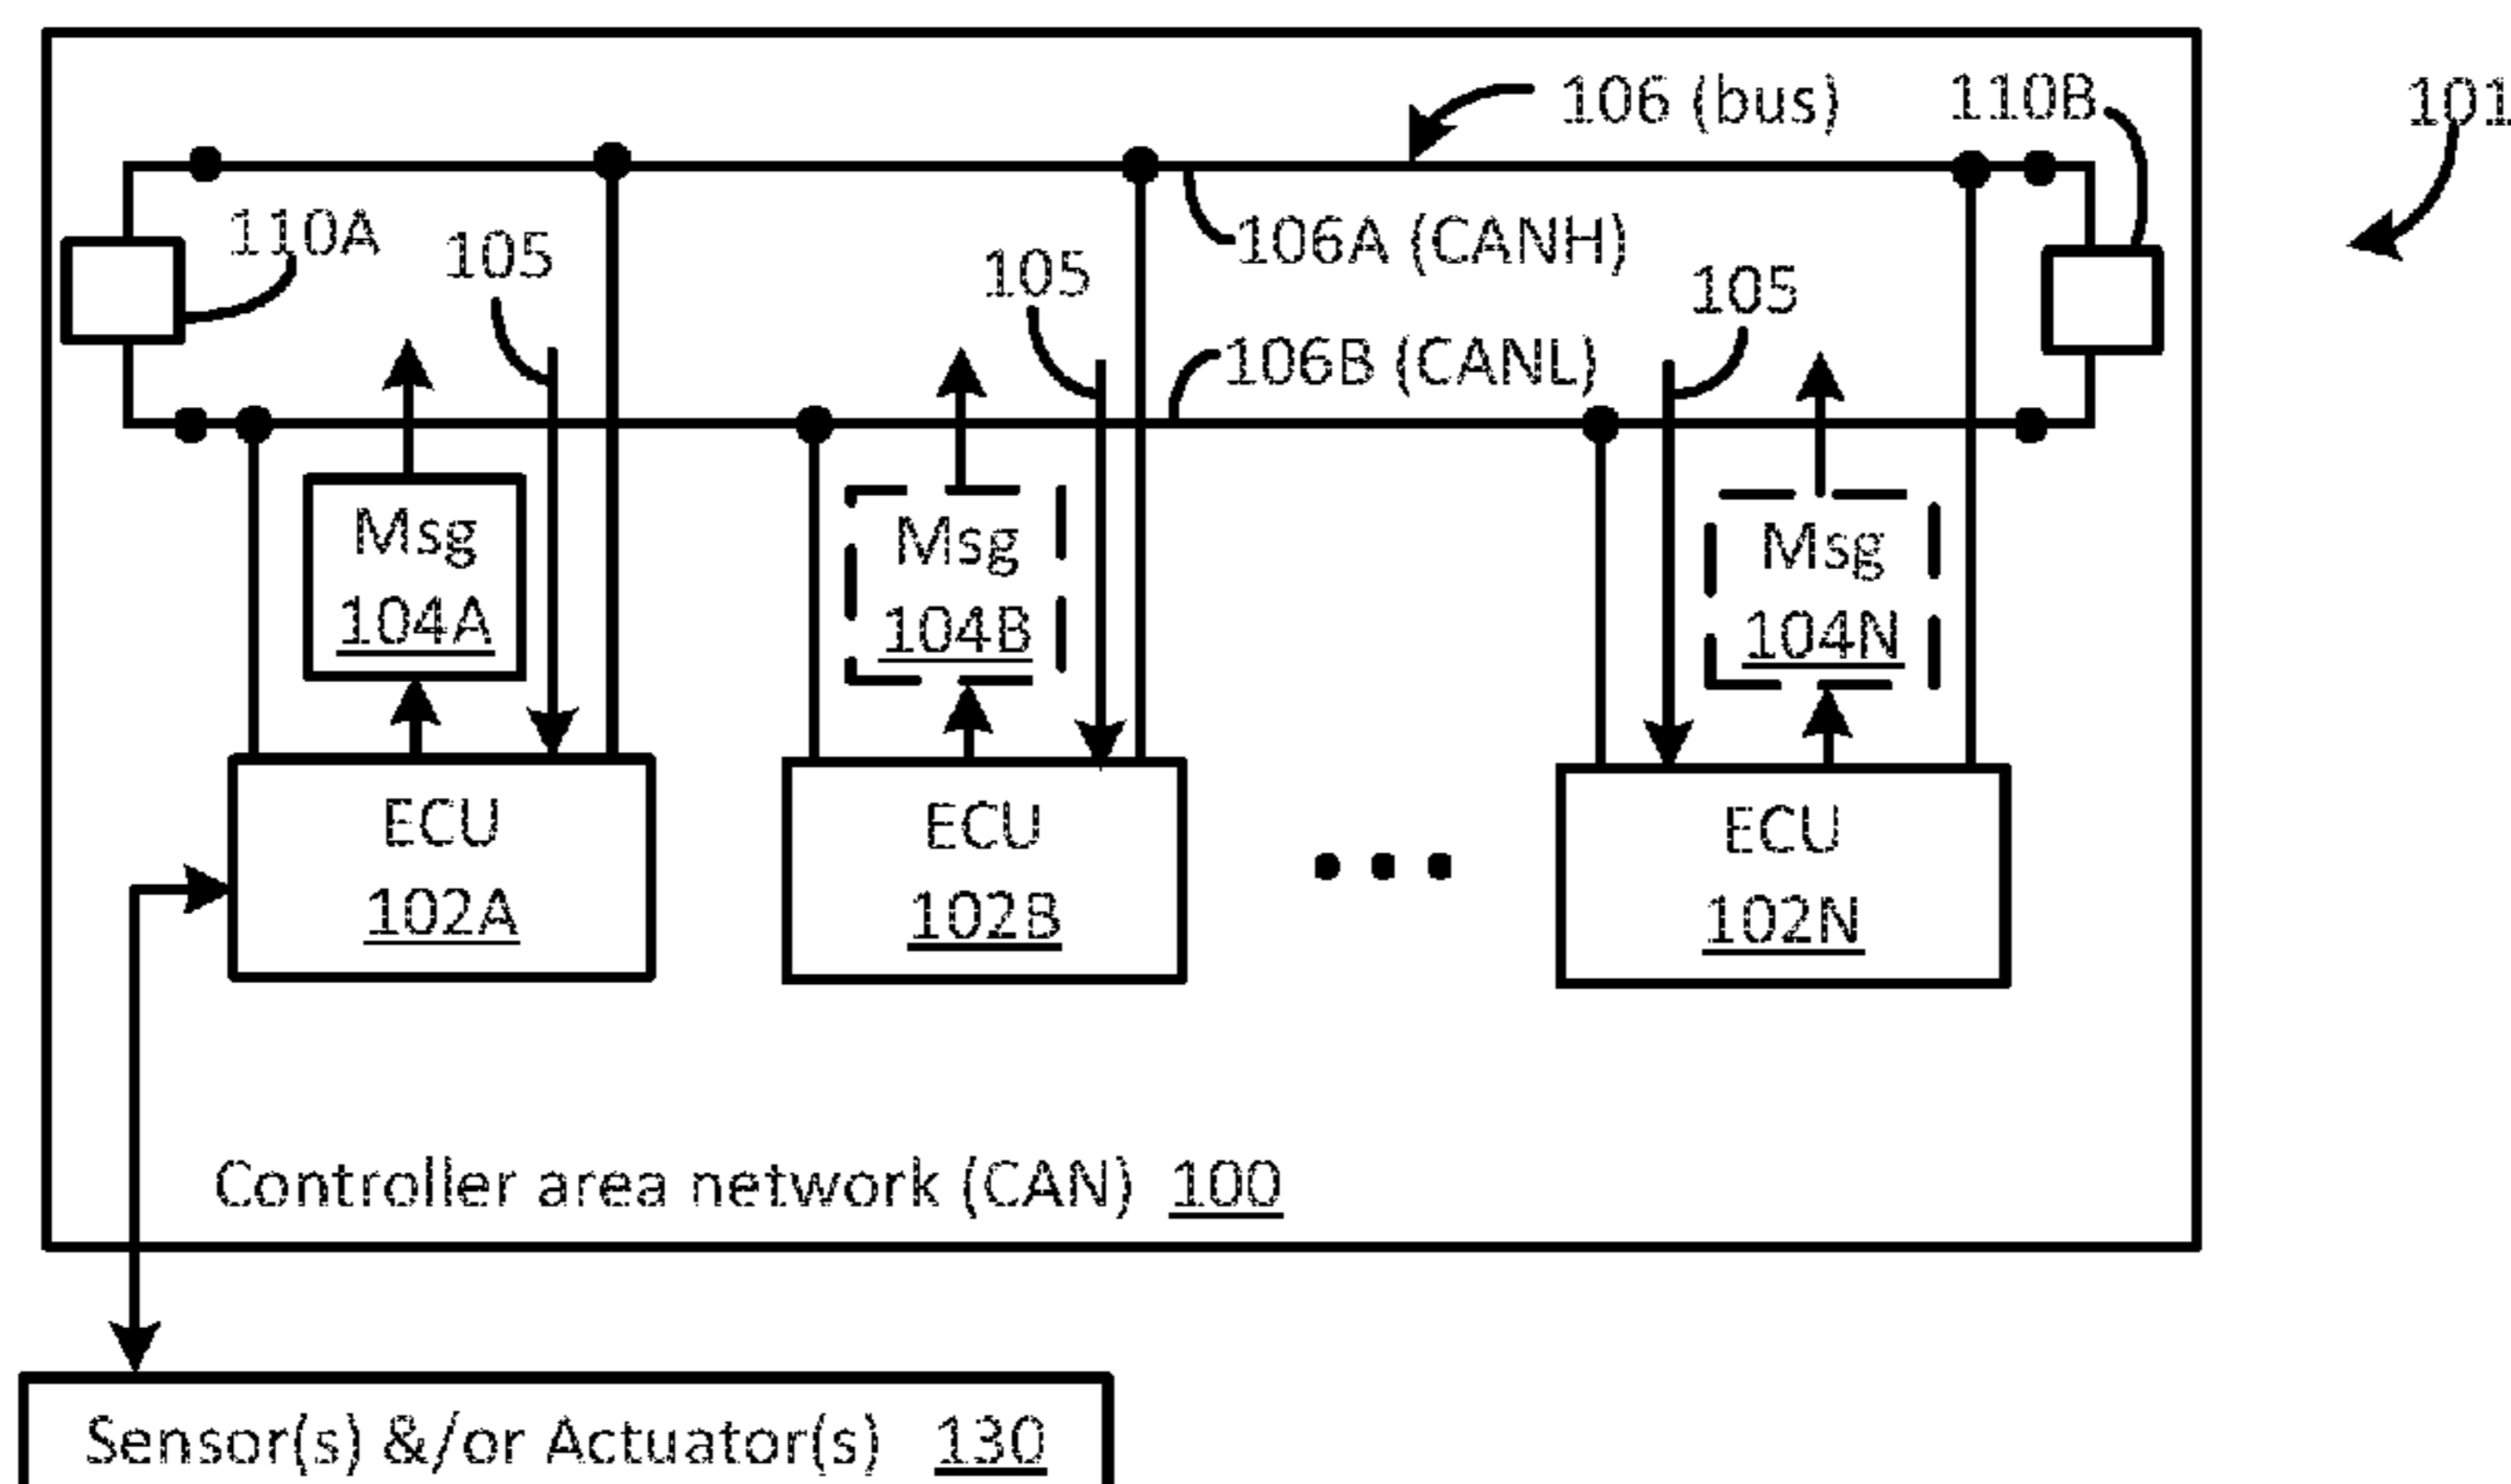 106 (bus)
110B
101
110A
105
106A (CANH)
105
105
106B (CANL)
Msg
104A
Msg
104B
Msg
104N
ECU
102A
ECU
102B
ECU
102N
Controller area network (CAN) 100
Sensor(s) &/or Actuator(s) 130